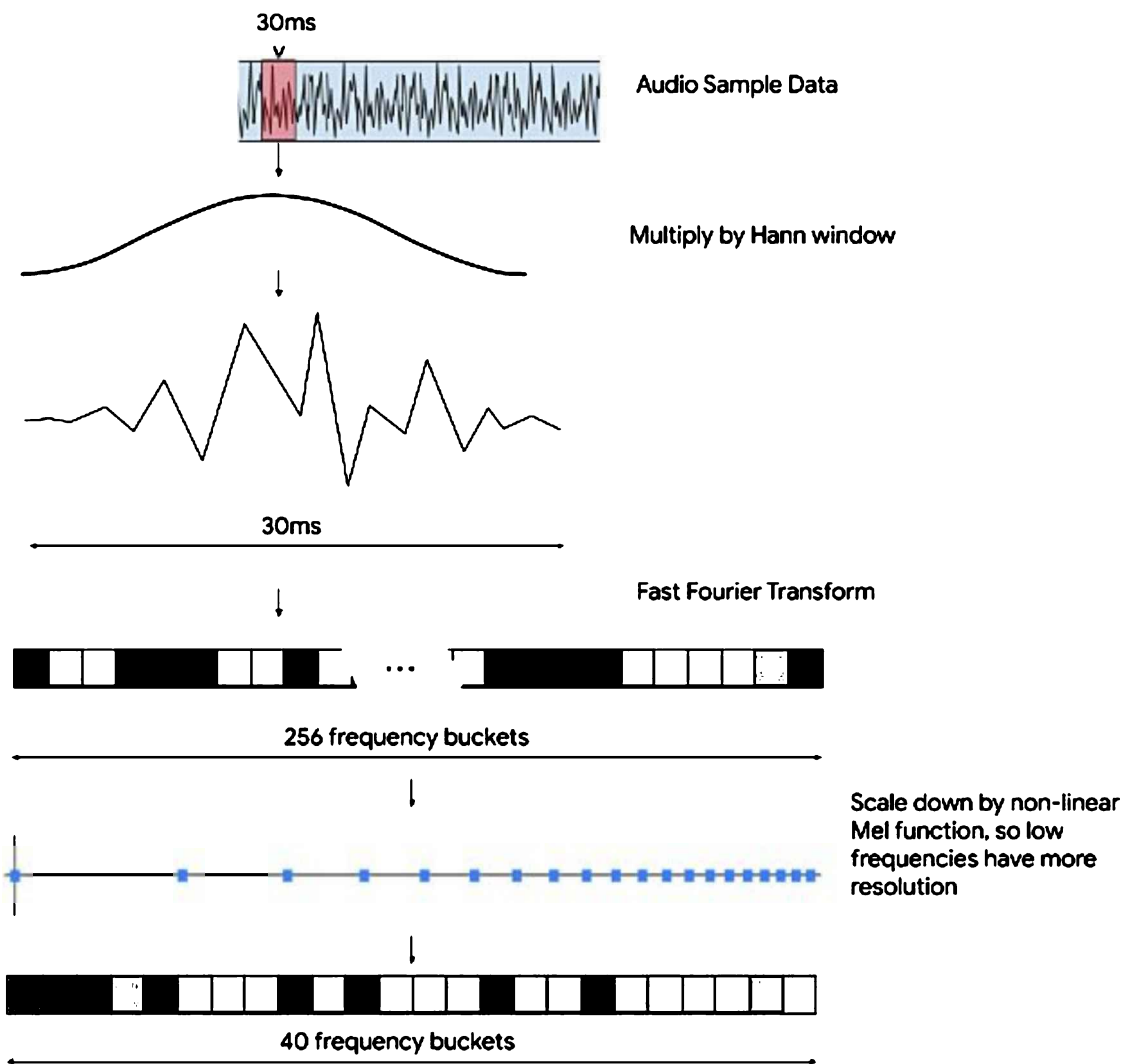 30ms
Audio Sample Data
Multiply by Hann window
30ms
Fast Fourier Transform
...
256 frequency buckets
Scale down by non-linear
Mel function, so low
frequencies have more
resolution
40 frequency buckets